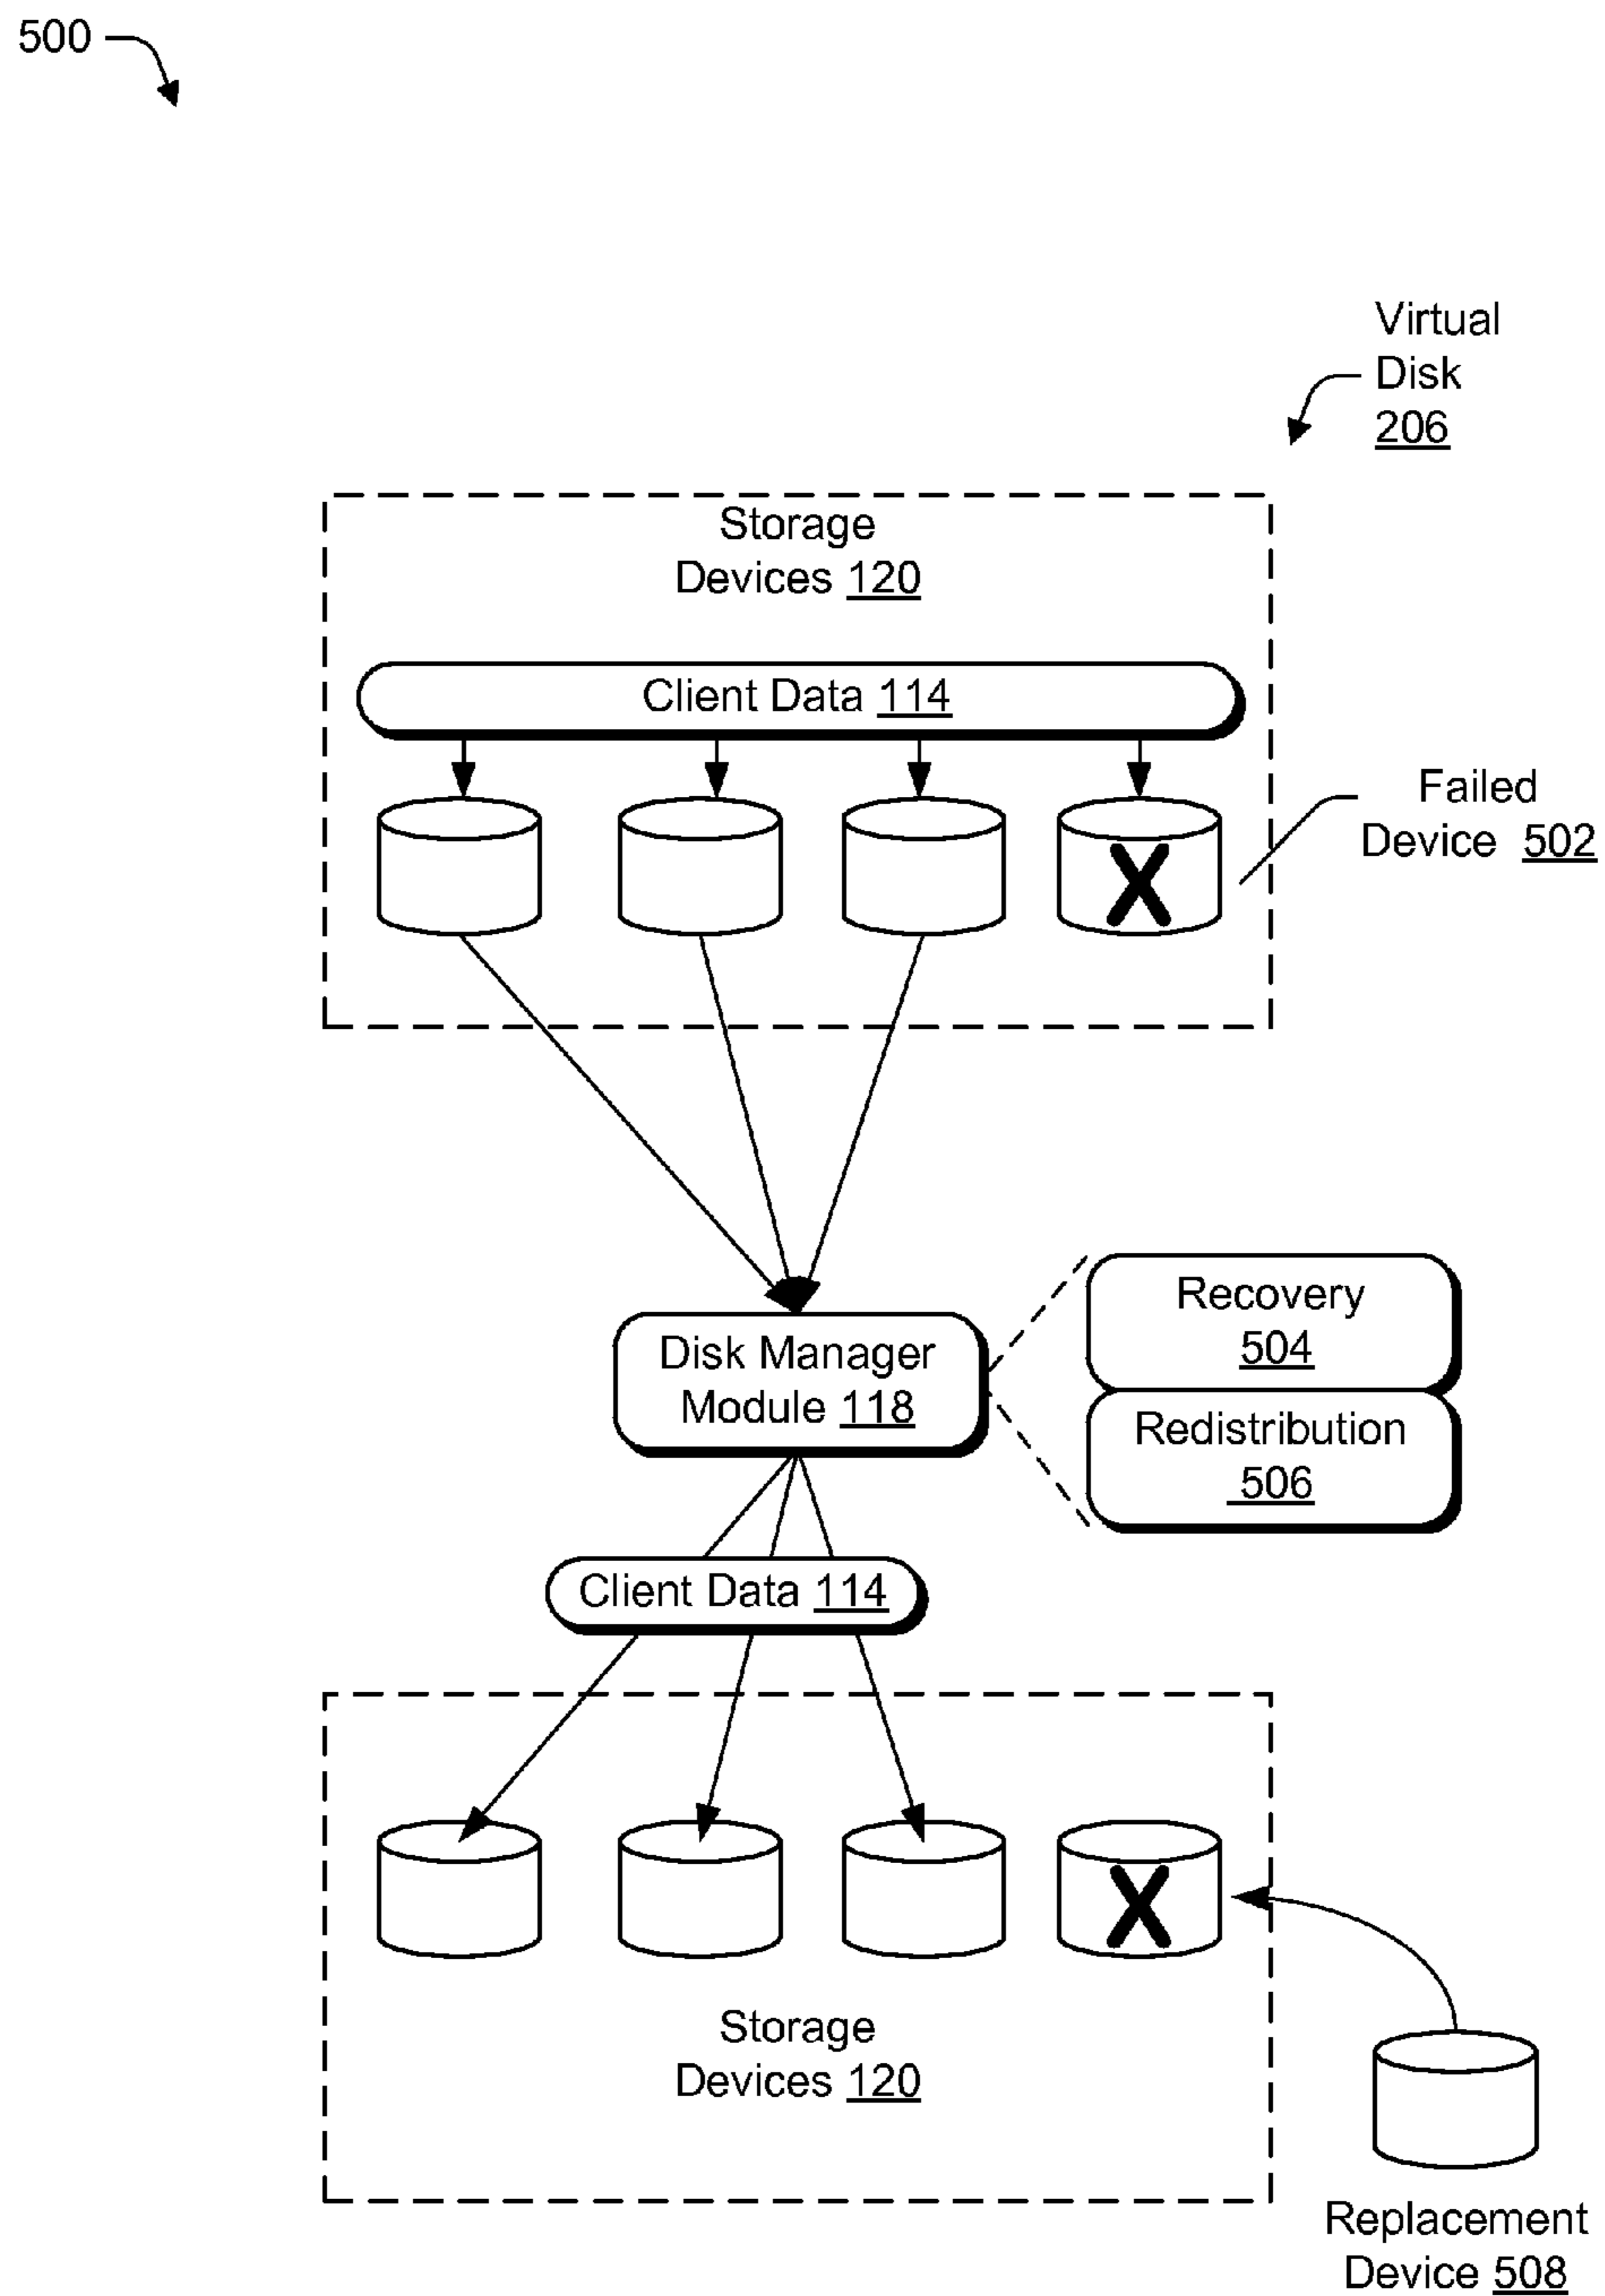 500
Virtual
Disk
206
Storage
Devices 120
Client Data 114
Failed
Device 502
X
Recovery
504
Disk Manager
Module 118
Redistribution
506
Client Data 114
X
Storage
Devices 120
Replacement
Device 508